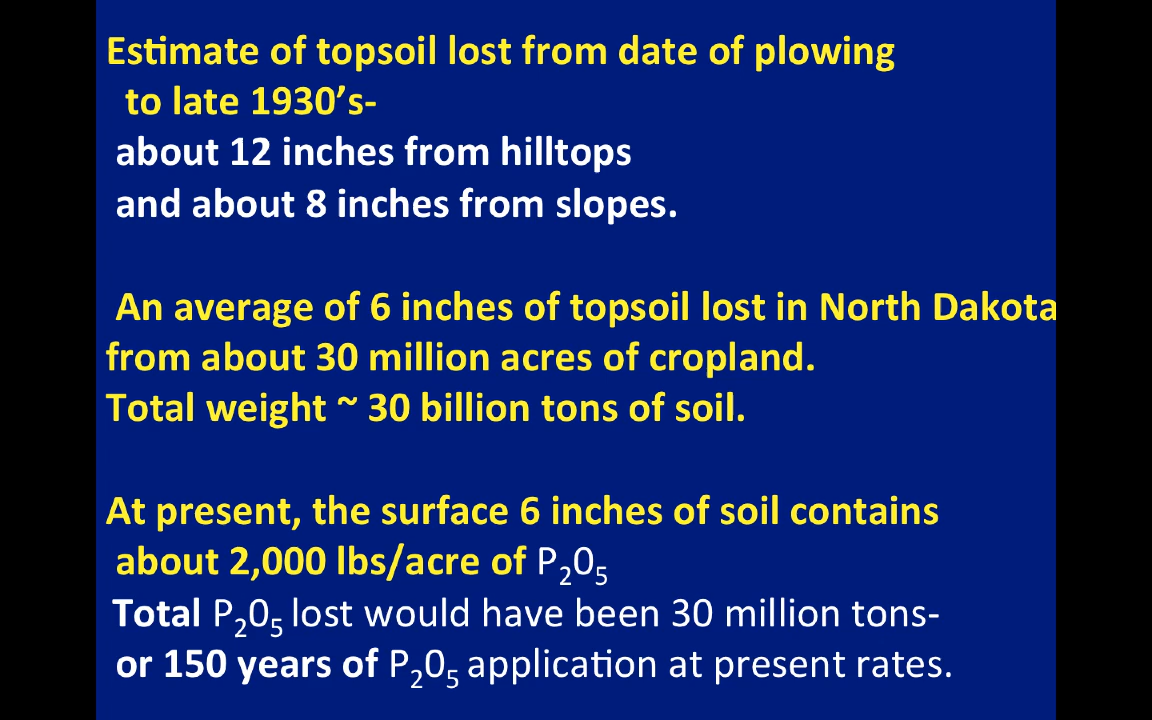 Estimate of topsoil lost from date of plowing
to late 1930’s-
about 12 inches from hilltops
and about 8 inches from slopes.
An average of 6 inches of topsoil lost in North Dakota
from about 30 million acres of cropland.
Total weight ~ 30 billion tons of soil.
At present, the surface 6 inches of soil contains
about 2,000 lbs/acre of P₂0₅
Total P₂0₅ lost would have been 30 million tons-
or 150 years of P₂0₅ application at present rates.